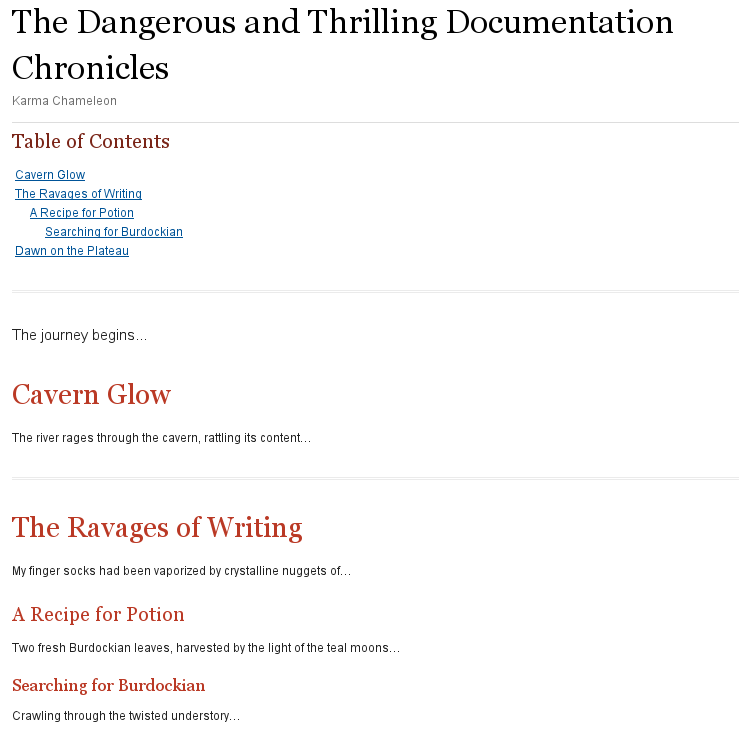 The Dangerous and Thrilling Documentation
Chronicles
Karma Chameleon
Table of Contents
Cavern Glow
The Ravages of Writing
A Recipe for Potion
Searching for Burdockian
Dawn on the Plateau
The journey begins…
Cavern Glow
The river rages through the cavern, rattling its content…
The Ravages of Writing
My finger socks had been vaporized by crystalline nuggets of…
A Recipe for Potion
Two fresh Burdockian leaves, harvested by the light of the teal moons…
Searching for Burdockian
Crawling through the twisted understory…